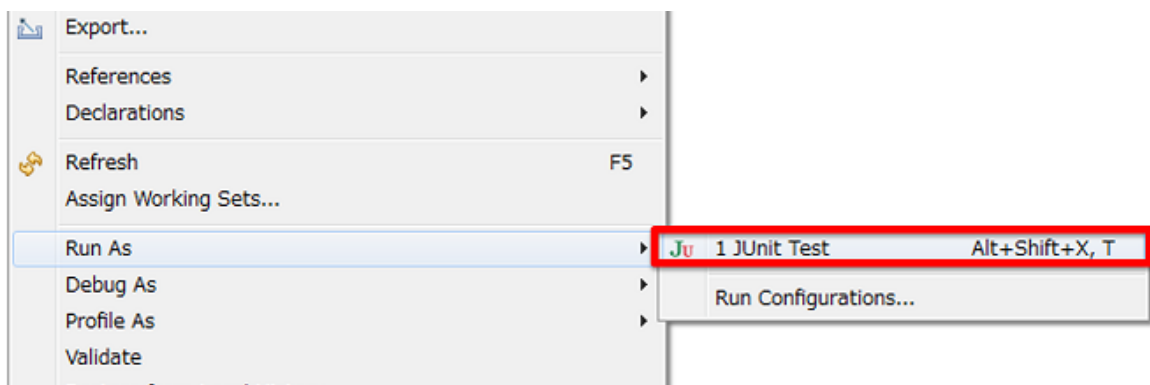 Export...
References
Declarations
Refresh F5
Assign Working Sets...
Run As
Ju 1 JUnit Test Alt+Shift+X, T
Debug As
Run Configurations...
Profile As
Validate